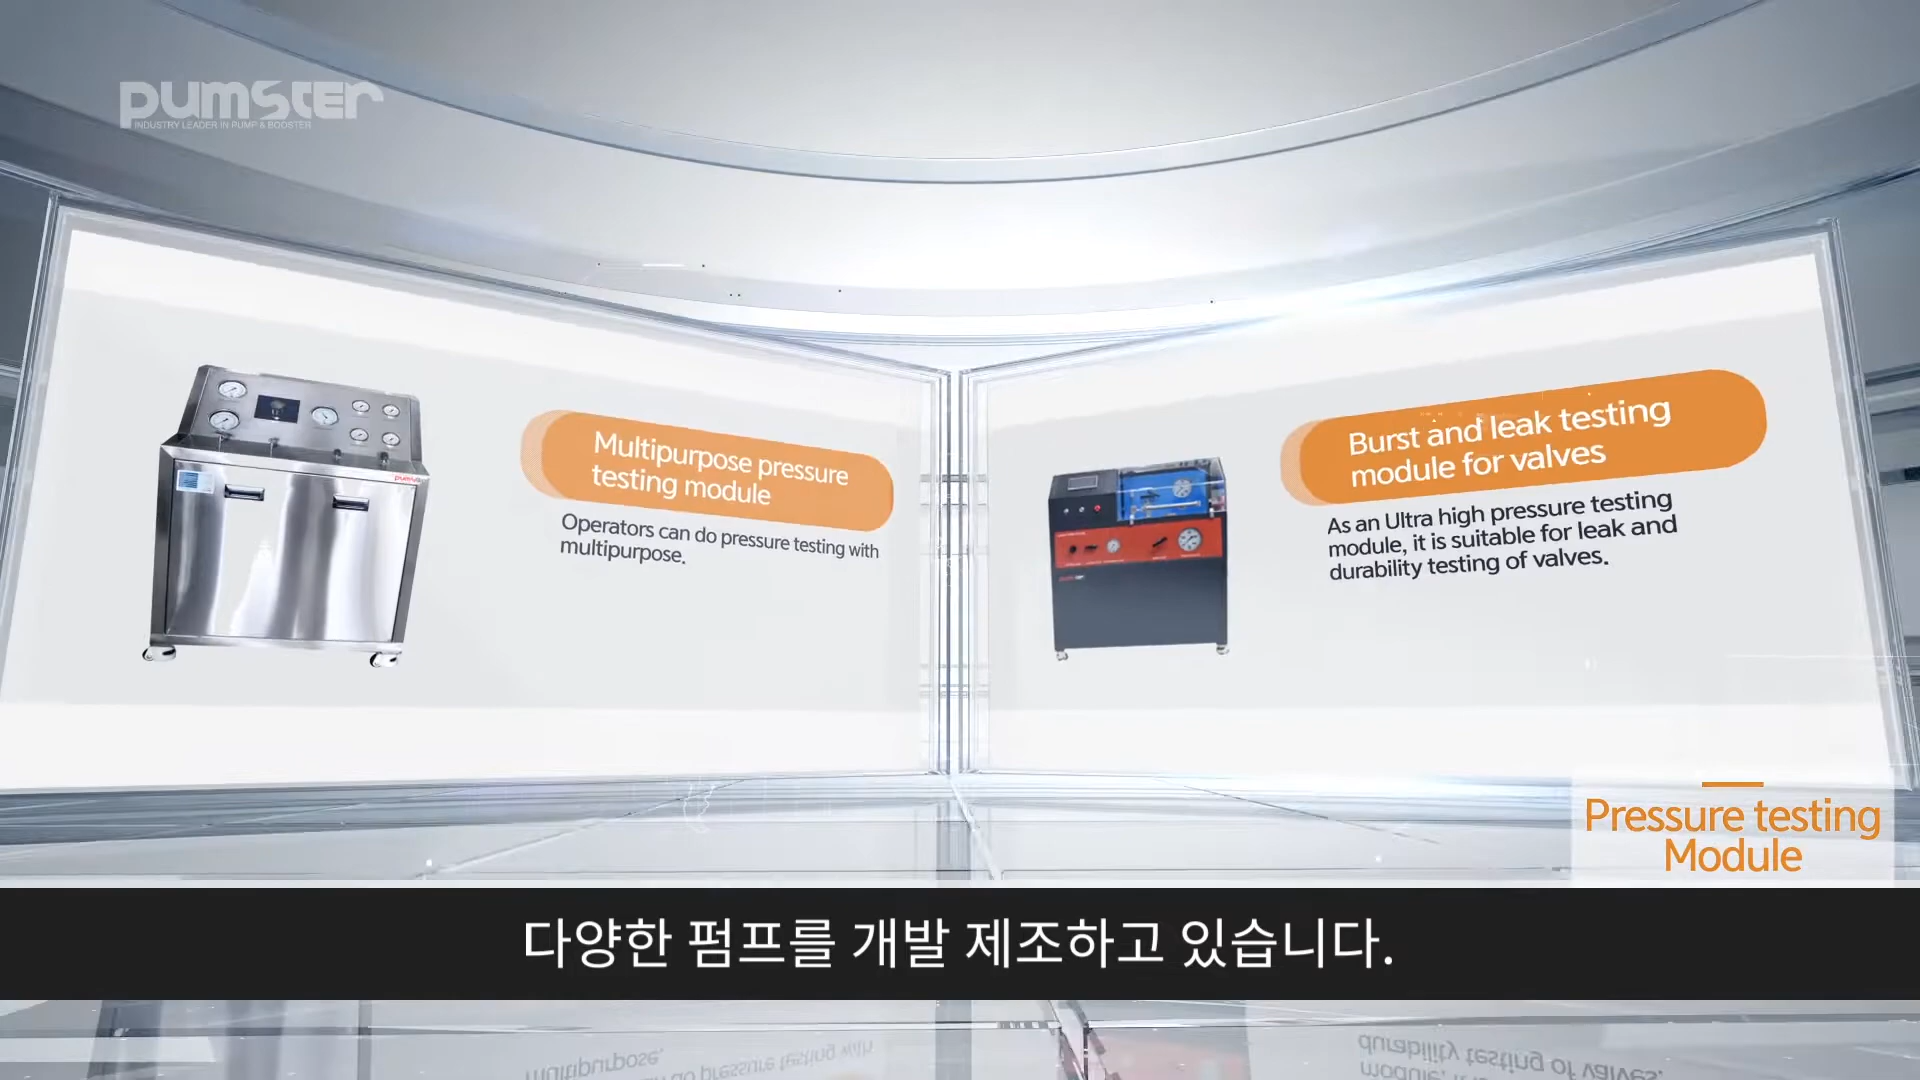 pumster
INDUSTRY LEADER IN PUMP & BOOSTER
Multipurpose pressure
testing module
Operators can do pressure testing with
multipurpose.
Burst and leak testing
module for valves
As an Ultra high pressure testing
module, it is suitable for leak and
durability testing of valves.
Pressure testing
Module
다양한 펌프를 개발 제조하고 있습니다.